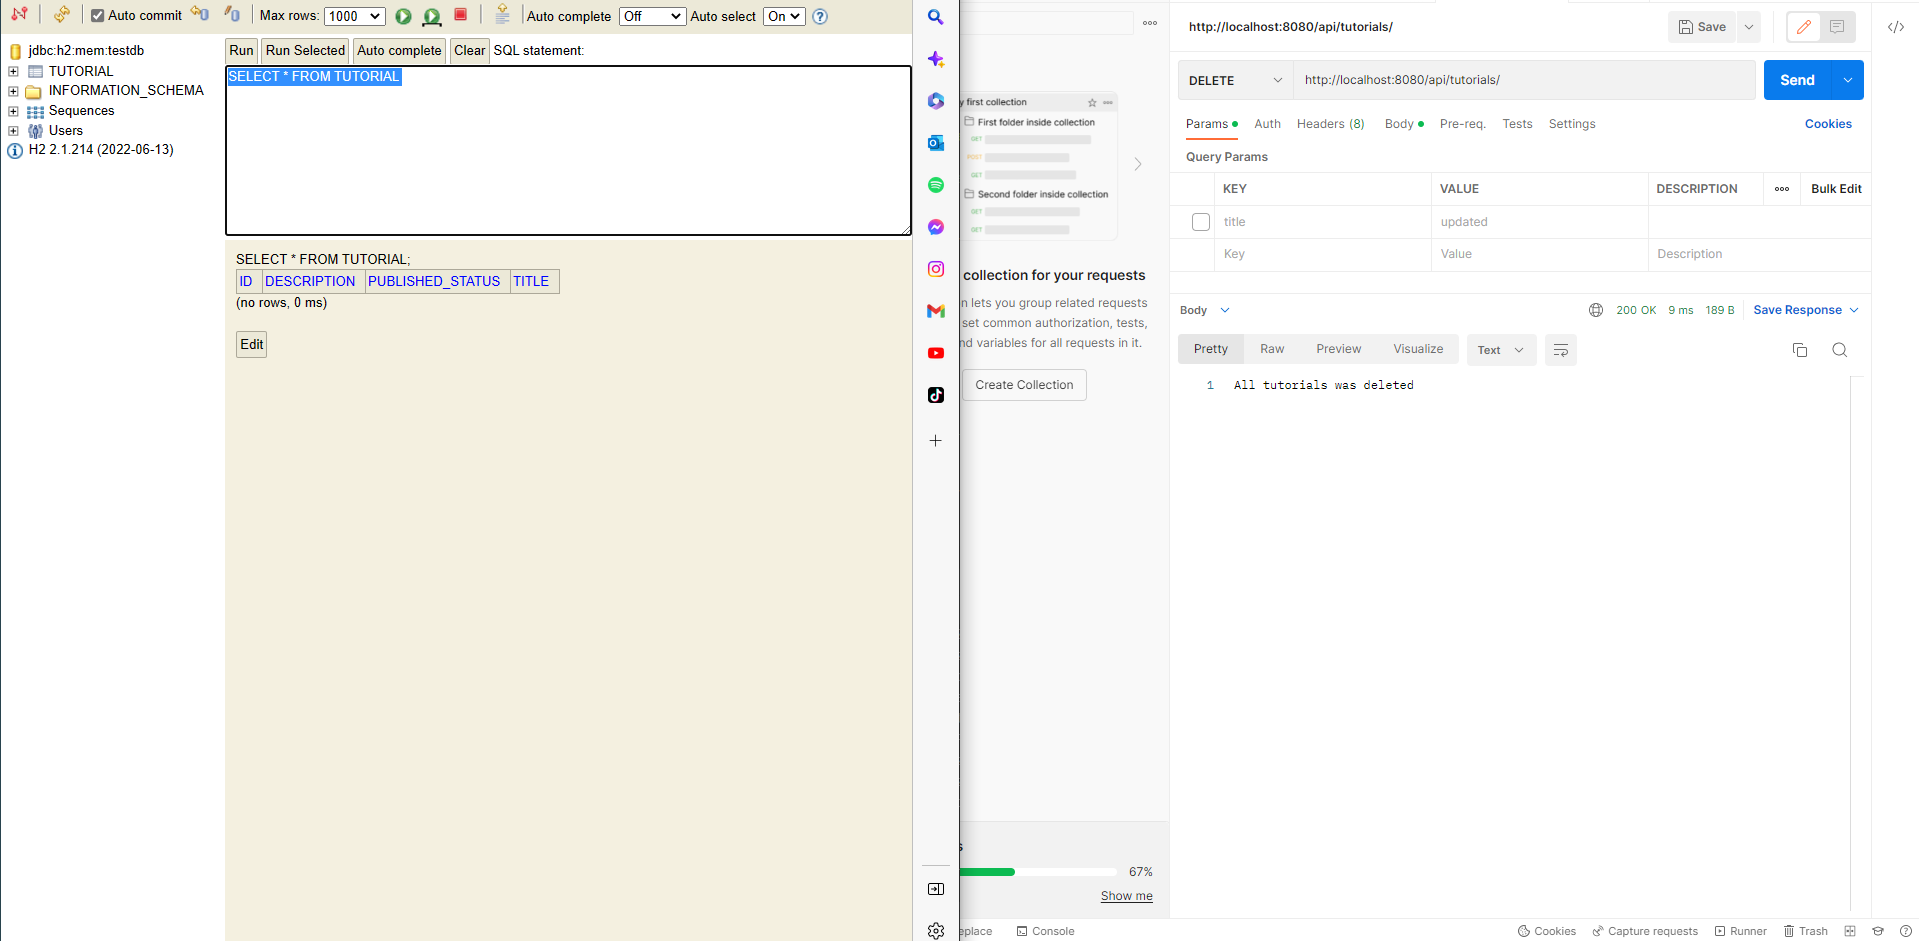 Auto commit Max rows: 1000 Auto complete Off Auto select On
jdbc:h2:mem:testdb
TUTORIAL
INFORMATION_SCHEMA
Sequences
Users
H2 2.1.214 (2022-06-13)
Run Run Selected Auto complete Clear SQL statement:
SELECT * FROM TUTORIAL
SELECT * FROM TUTORIAL;
ID DESCRIPTION PUBLISHED_STATUS TITLE
(no rows, 0 ms)
Edit
y first collection
First folder inside collection
GET
POST
GET
Second folder inside collection
GET
GET
collection for your requests
n lets you group related requests
set common authorization, tests,
nd variables for all requests in it.
Create Collection
s
67%
Show me
eplace Console
http://localhost:8080/api/tutorials/ Save
DELETE http://localhost:8080/api/tutorials/ Send
Params Auth Headers (8) Body Pre-req. Tests Settings Cookies
Query Params
KEY VALUE DESCRIPTION Bulk Edit
title updated
Key Value Description
Body 200 OK 9 ms 189 B Save Response
Pretty Raw Preview Visualize Text
1 All tutorials was deleted
Cookies Capture requests Runner Trash